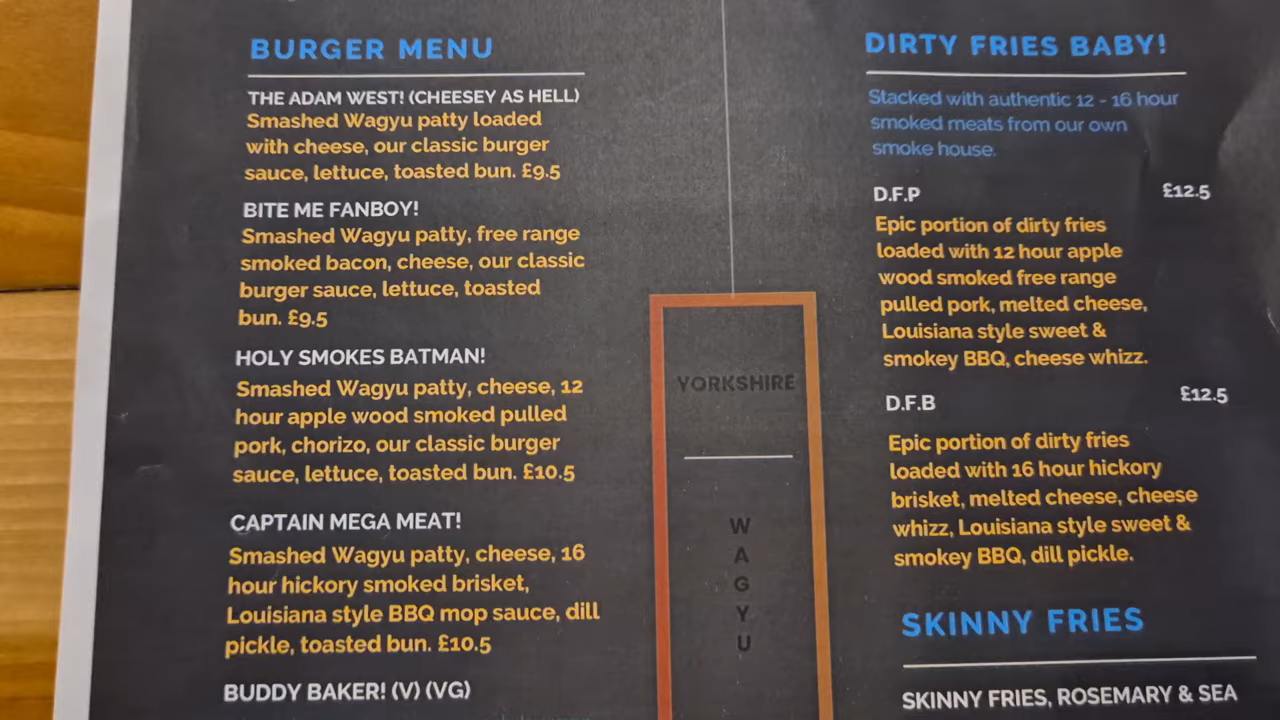 BURGER MENU
THE ADAM WEST! (CHEESEY AS HELL)
Smashed Wagyu patty loaded
with cheese, our classic burger
sauce, lettuce, toasted bun. £9.5
BITE ME FANBOY!
Smashed Wagyu patty, free range
smoked bacon, cheese, our classic
burger sauce, lettuce, toasted
bun. £9.5
HOLY SMOKES BATMAN!
Smashed Wagyu patty, cheese, 12
hour apple wood smoked pulled
pork, chorizo, our classic burger
sauce, lettuce, toasted bun. £10.5
CAPTAIN MEGA MEAT!
Smashed Wagyu patty, cheese, 16
hour hickory smoked brisket,
Louisiana style BBQ mop sauce, dill
pickle, toasted bun. £10.5
BUDDY BAKER! (V) (VG)
YORKSHIRE
W
A
G
Y
U
DIRTY FRIES BABY!
Stacked with authentic 12 - 16 hour
smoked meats from our own
smoke house.
D.F.P £12.5
Epic portion of dirty fries
loaded with 12 hour apple
wood smoked free range
pulled pork, melted cheese,
Louisiana style sweet &
smokey BBQ, cheese whizz.
D.F.B £12.5
Epic portion of dirty fries
loaded with 16 hour hickory
brisket, melted cheese, cheese
whizz, Louisiana style sweet &
smokey BBQ, dill pickle.
SKINNY FRIES
SKINNY FRIES, ROSEMARY & SEA